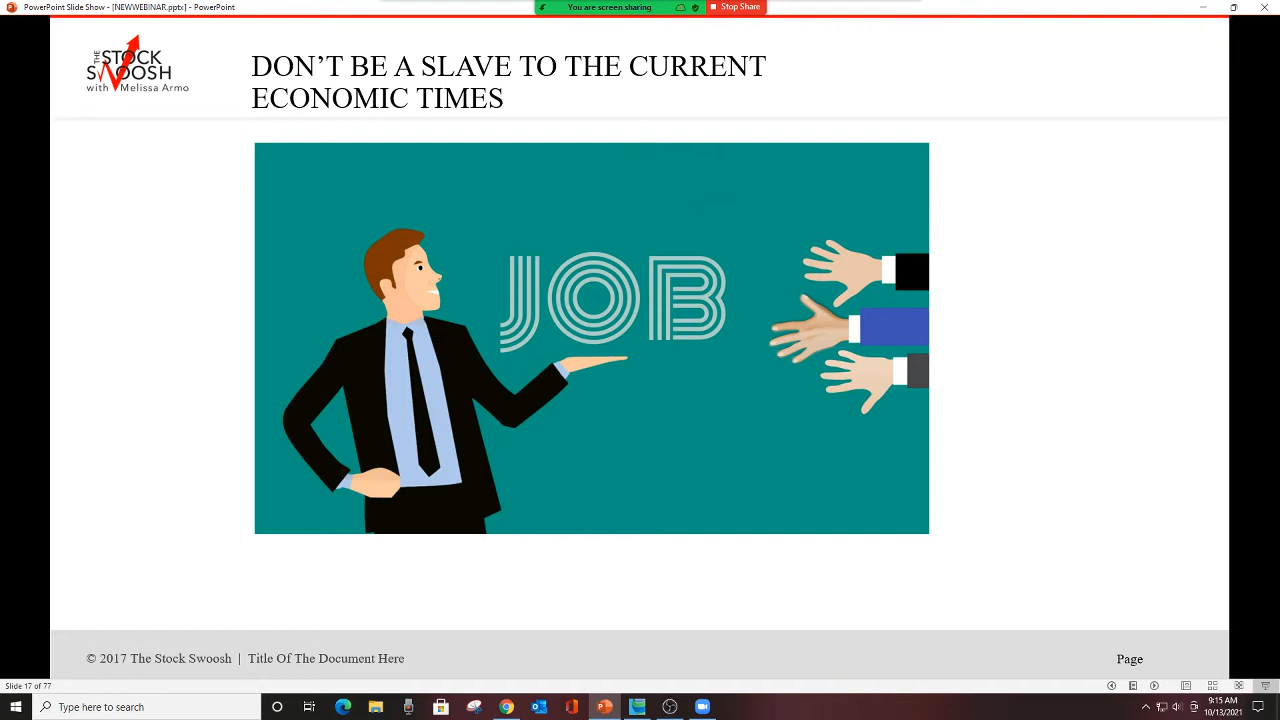 PowerPoint Slide Show - [NEWWEBINAR.pptx] - PowerPoint
You are screen sharing
Stop Share
THE STOCK
SWOOSH
with Melissa Armo
DON’T BE A SLAVE TO THE CURRENT
ECONOMIC TIMES
JOB
© 2017 The Stock Swoosh | Title Of The Document Here
Page
Slide 17 of 77
Type here to search
9:15 AM
10/13/2021